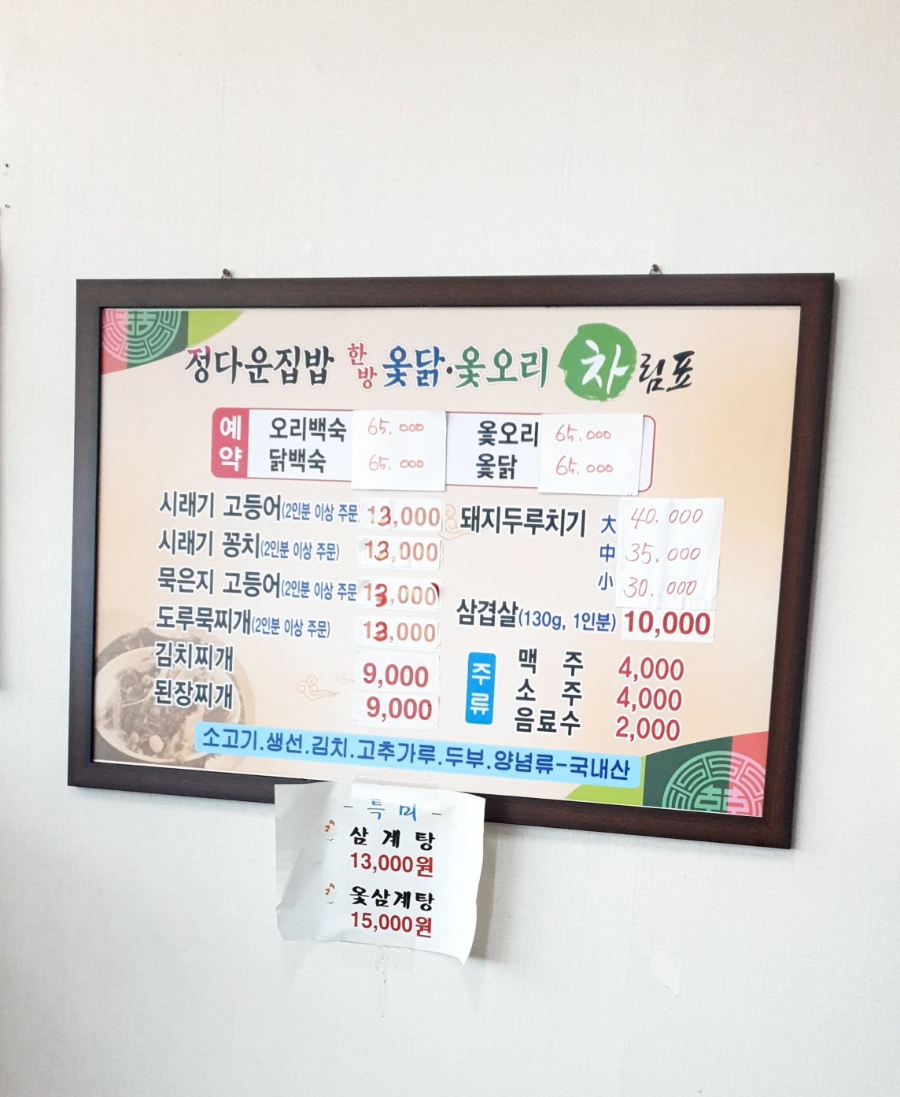 정다운집밥 한방 옻닭·옻오리 차림표
예약
오리백숙 65.000
닭백숙 65.000
옻오리 65.000
옻닭 65.000
시래기 고등어(2인분 이상 주문 13,000
시래기 꽁치(2인분 이상 주문) 13,000
묵은지 고등어(2인분 이상 주문 13,000
도루묵찌개(2인분 이상 주문) 13,000
김치찌개 9,000
된장찌개 9,000
돼지두루치기 大 40.000
中 35.000
小 30.000
삼겹살(130g, 1인분) 10,000
주류
맥주 4,000
소주 4,000
음료수 2,000
소고기.생선.김치.고추가루.두부.양념류-국내산
- 특미 -
삼계탕
13,000원
옻삼계탕
15,000원